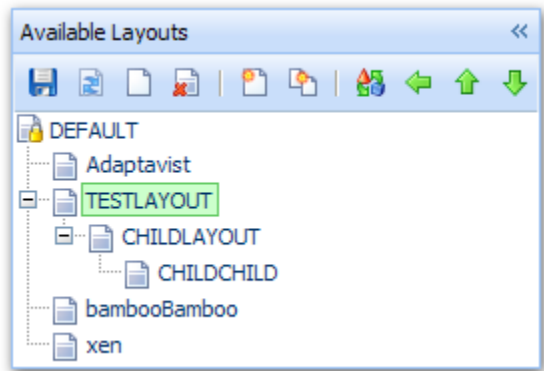 Available Layouts
DEFAULT
Adaptavist
TESTLAYOUT
CHILDLAYOUT
CHILDCHILD
bambooBamboo
xen